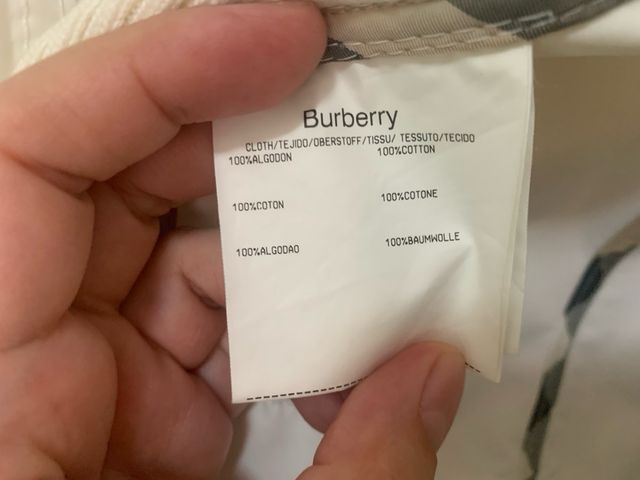 Burberry
CLOTH/TEJIDO/OBERSTOFF/TISSU/ TESSUTO/TECIDO
100%ALGODON 100%COTTON
100%COTON 100%COTONE
100%ALGODAO 100%BAUMWOLLE